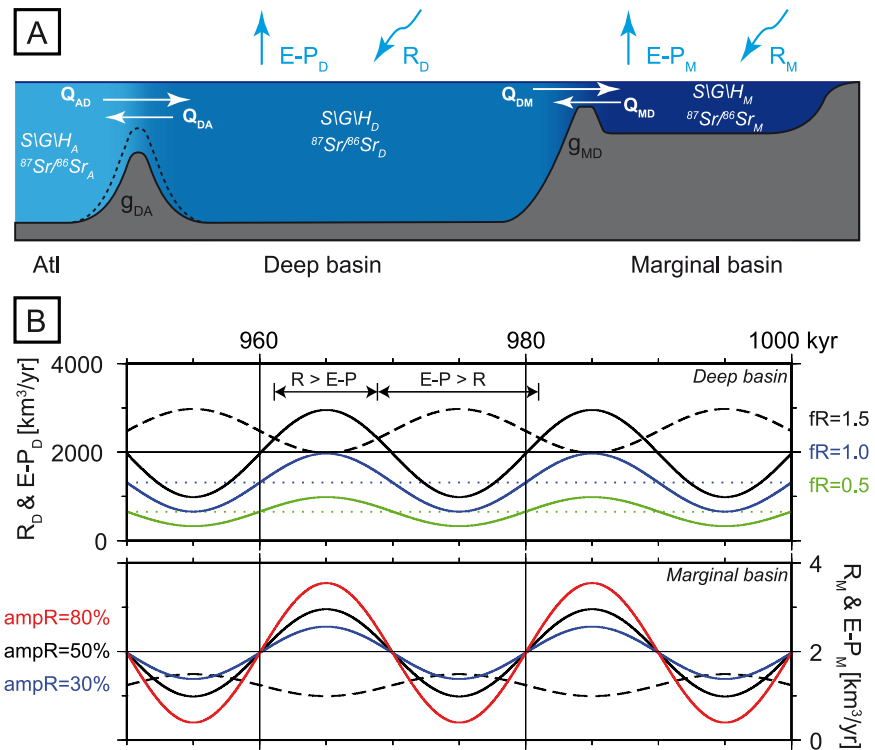 A
E-P_D
R_D
E-P_M
R_M
Q_AD
Q_DA
Q_DM
Q_MD
S\G\H_A
87Sr/86Sr_A
S\G\H_D
87Sr/86Sr_D
S\G\H_M
87Sr/86Sr_M
g_DA
g_MD
Atl
Deep basin
Marginal basin
B
960
980
1000 kyr
R > E-P
E-P > R
Deep basin
4000
2000
0
R_D & E-P_D [km³/yr]
fR=1.5
fR=1.0
fR=0.5
Marginal basin
ampR=80%
ampR=50%
ampR=30%
4
2
0
R_M & E-P_M [km³/yr]